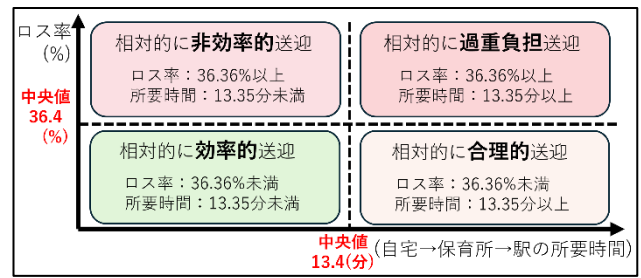 ロス率
(%)
中央値
36.4
(%)
相対的に非効率的送迎
ロス率：36.36%以上
所要時間：13.35分未満
相対的に過重負担送迎
ロス率：36.36%以上
所要時間：13.35分以上
相対的に効率的送迎
ロス率：36.36%未満
所要時間：13.35分未満
相対的に合理的送迎
ロス率：36.36%未満
所要時間：13.35分以上
中央値
13.4(分)
(自宅→保育所→駅の所要時間)